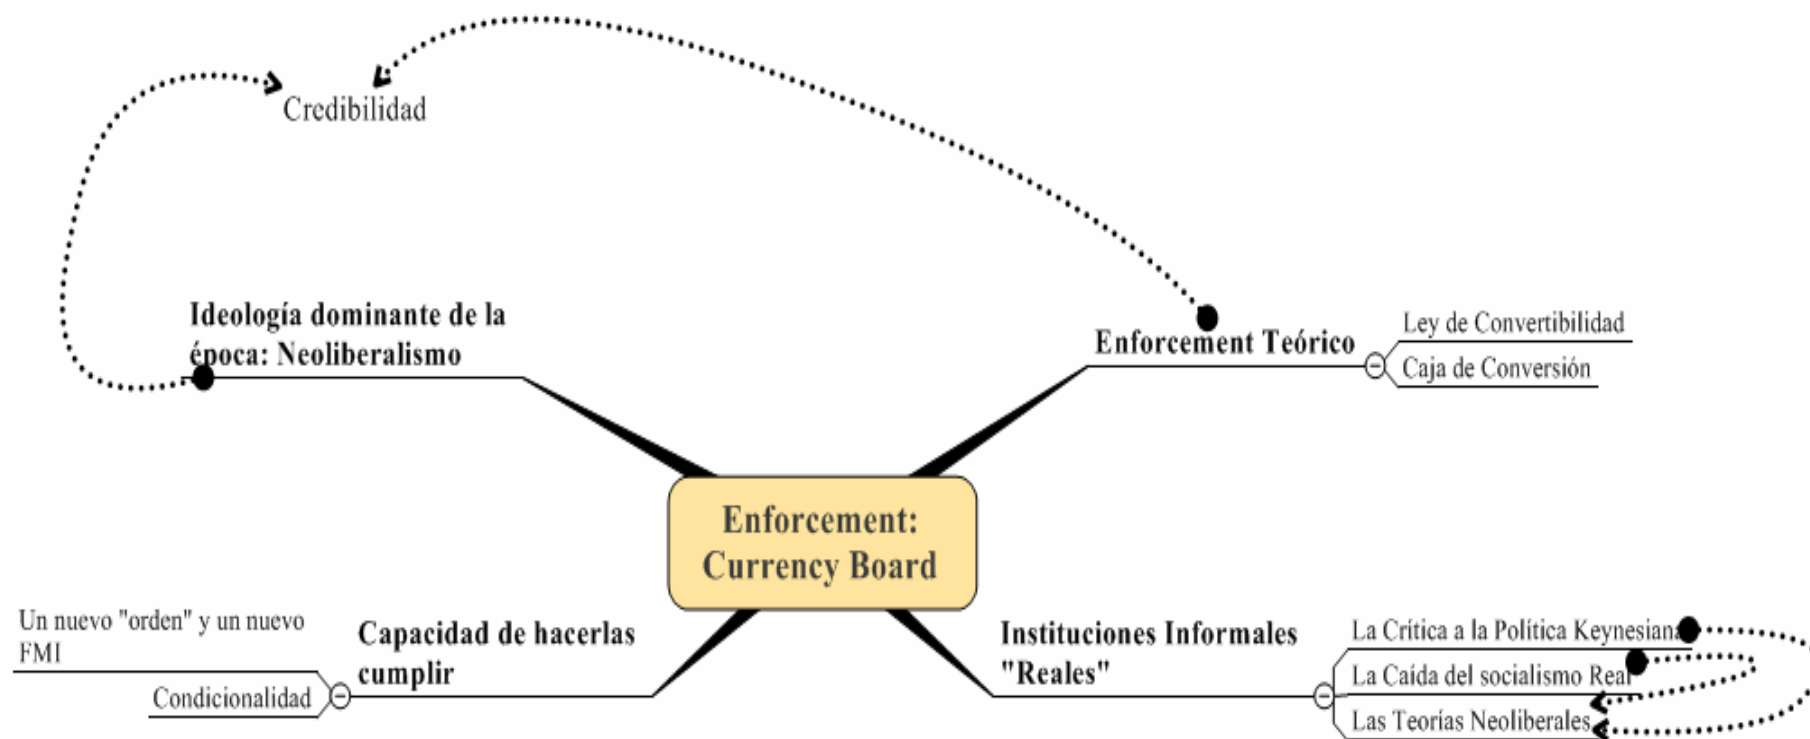 Credibilidad
Ideología dominante de la
época: Neoliberalismo
Enforcement Teórico
Ley de Convertibilidad
Caja de Conversión
Enforcement:
Currency Board
Un nuevo "orden" y un nuevo
FMI
Condicionalidad
Capacidad de hacerlas
cumplir
Instituciones Informales
"Reales"
La Crítica a la Política Keynesiana
La Caída del socialismo Real
Las Teorías Neoliberales